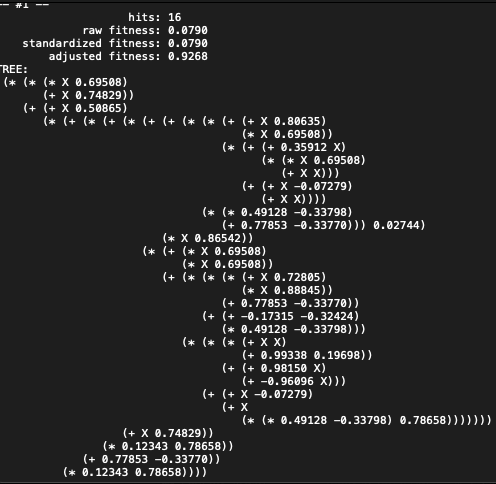 -- #1 --
hits: 16
raw fitness: 0.0790
standardized fitness: 0.0790
adjusted fitness: 0.9268
TREE:
(* (* (* X 0.69508)
(+ X 0.74829))
(+ (+ X 0.50865)
(* (+ (* (+ (* (+ (+ (* (* (+ (+ X 0.80635)
(* X 0.69508))
(* (+ (+ 0.35912 X)
(* (* X 0.69508)
(+ X X)))
(+ (+ X -0.07279)
(+ X X))))
(* (* 0.49128 -0.33798)
(+ 0.77853 -0.33770))) 0.02744)
(* X 0.86542))
(* (+ (* X 0.69508)
(* X 0.69508))
(+ (* (* (* (+ X 0.72805)
(* X 0.88845))
(+ 0.77853 -0.33770))
(+ (+ -0.17315 -0.32424)
(* 0.49128 -0.33798)))
(* (* (* (+ X X)
(+ 0.99338 0.19698))
(+ (+ 0.98150 X)
(+ -0.96096 X)))
(+ (+ X -0.07279)
(+ X
(* (* 0.49128 -0.33798) 0.78658)))))))
(+ X 0.74829))
(* 0.12343 0.78658))
(+ 0.77853 -0.33770))
(* 0.12343 0.78658))))